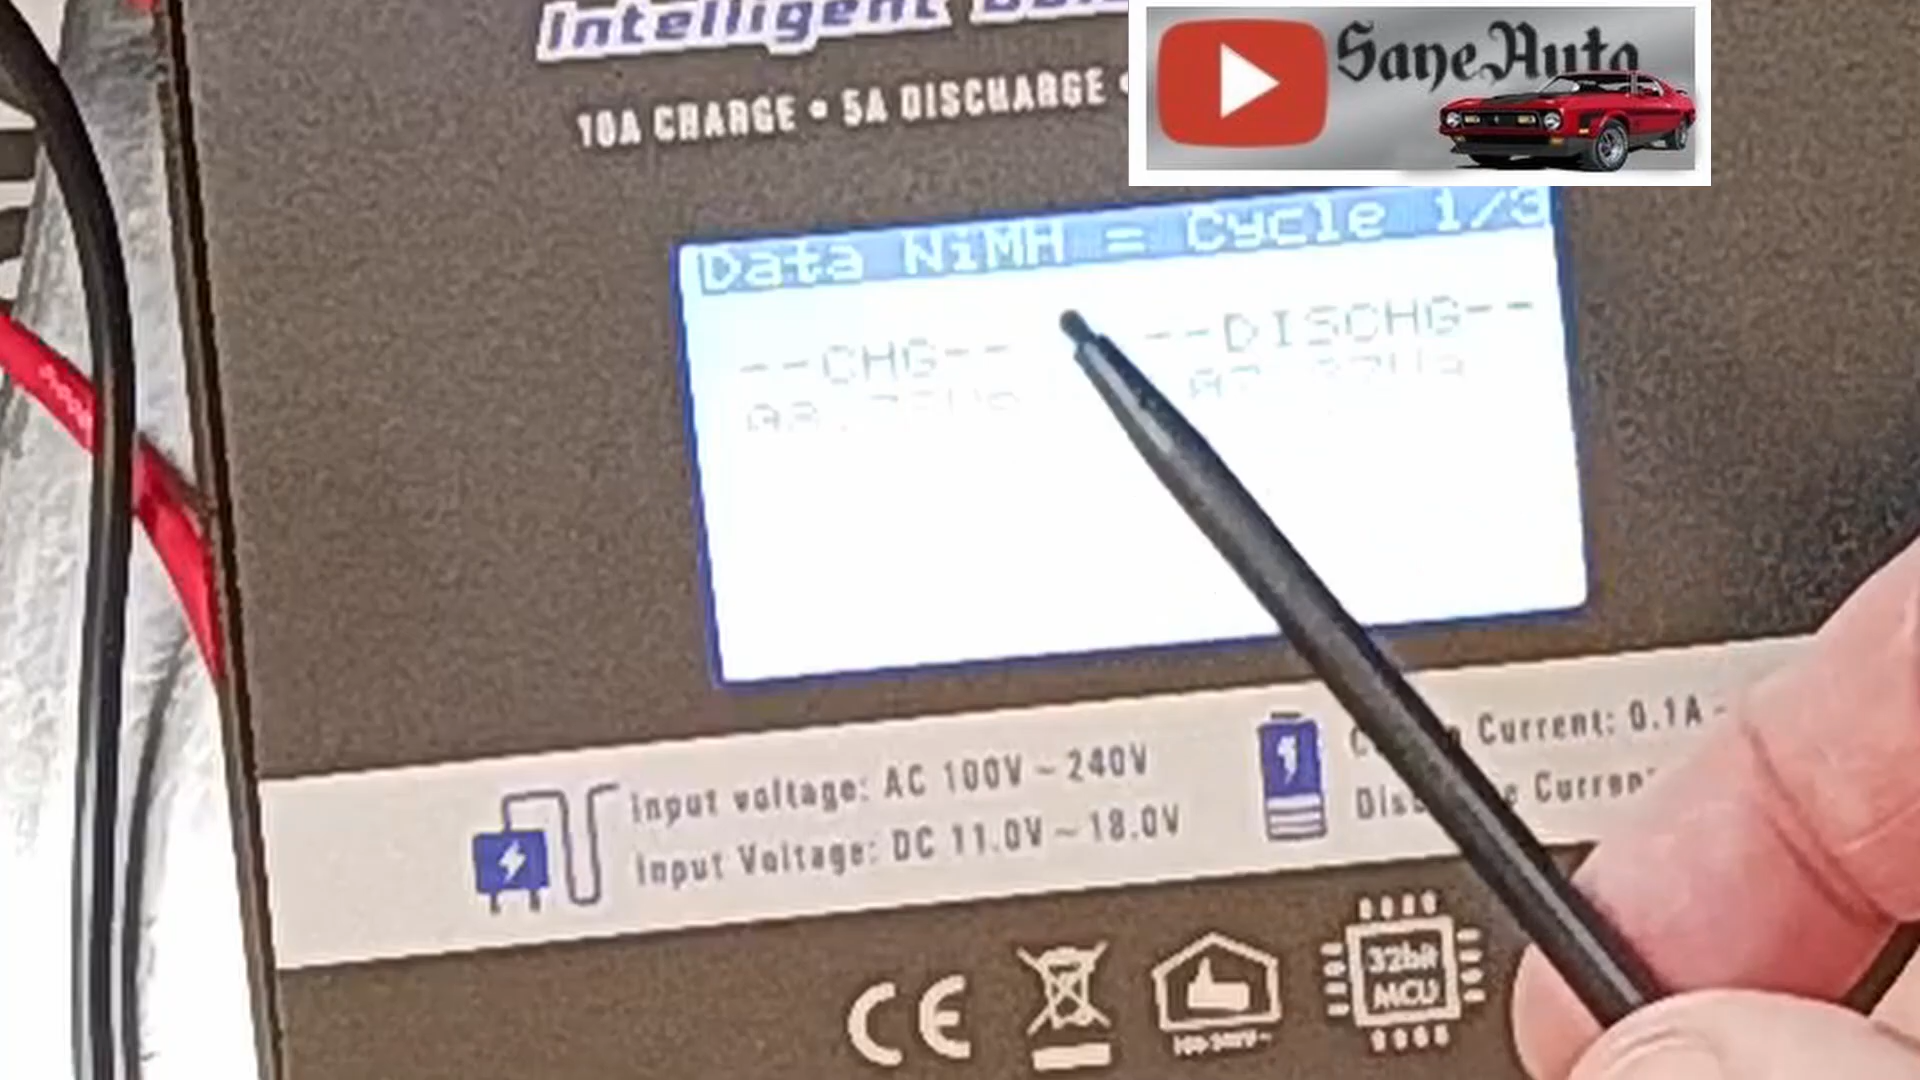 Intelligent
10A CHARGE • 5A DISCHARGE •
SaneAuto
Data NiMH = Cycle 1/3
--CHG-- --DISCHG--
Input voltage: AC 100V ~ 240V
Input Voltage: DC 11.0V ~ 18.0V
Current: 0.1A -
CE
32bit
MCU